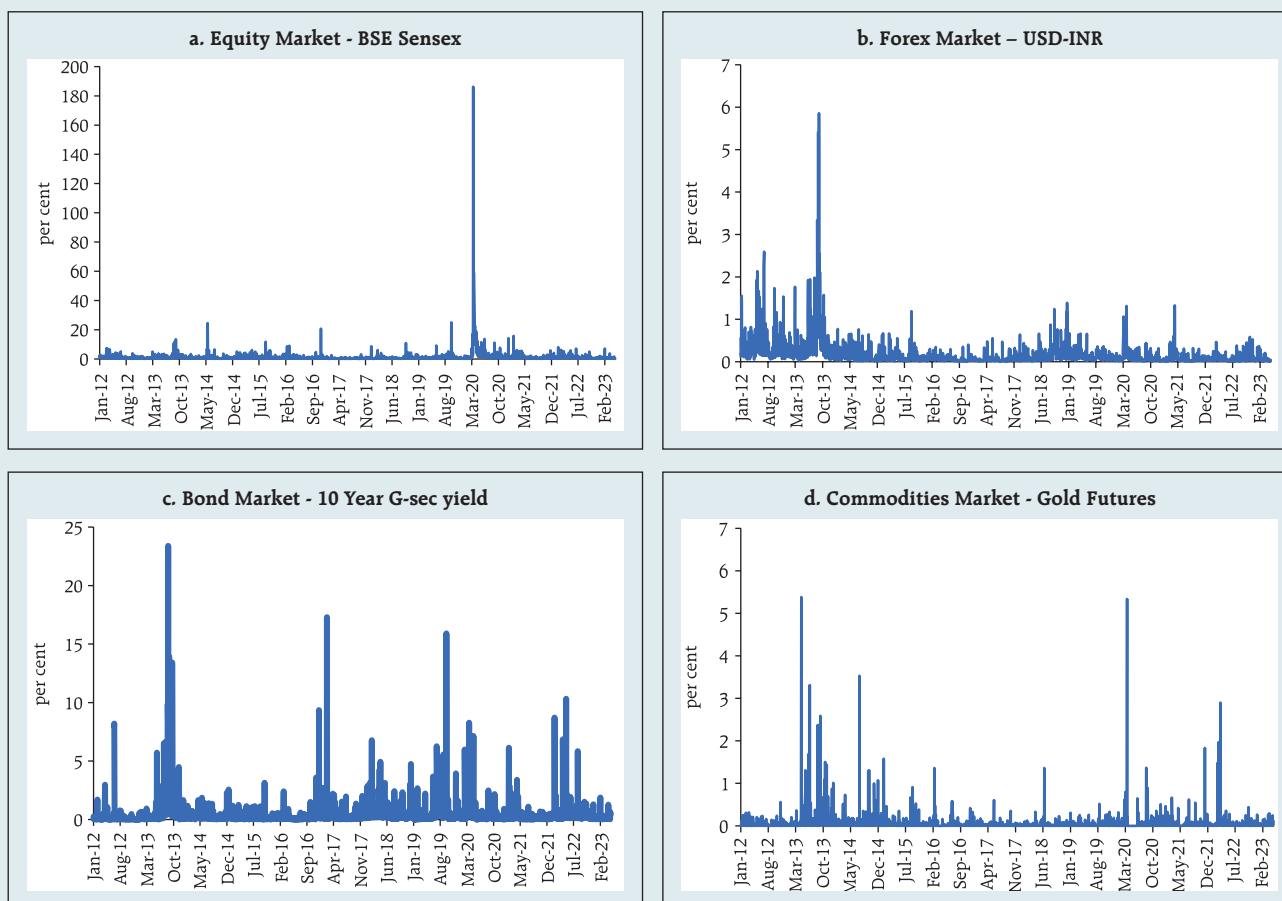 a. Equity Market - BSE Sensex
per cent
200
180
160
140
120
100
80
60
40
20
0
Jan-12 Aug-12 Mar-13 Oct-13 May-14 Dec-14 Jul-15 Feb-16 Sep-16 Apr-17 Nov-17 Jun-18 Jan-19 Aug-19 Mar-20 Oct-20 May-21 Dec-21 Jul-22 Feb-23
b. Forex Market – USD-INR
per cent
7
6
5
4
3
2
1
0
Jan-12 Aug-12 Mar-13 Oct-13 May-14 Dec-14 Jul-15 Feb-16 Sep-16 Apr-17 Nov-17 Jun-18 Jan-19 Aug-19 Mar-20 Oct-20 May-21 Dec-21 Jul-22 Feb-23
c. Bond Market - 10 Year G-sec yield
per cent
25
20
15
10
5
0
Jan-12 Aug-12 Mar-13 Oct-13 May-14 Dec-14 Jul-15 Feb-16 Sep-16 Apr-17 Nov-17 Jun-18 Jan-19 Aug-19 Mar-20 Oct-20 May-21 Dec-21 Jul-22 Feb-23
d. Commodities Market - Gold Futures
per cent
7
6
5
4
3
2
1
0
Jan-12 Aug-12 Mar-13 Oct-13 May-14 Dec-14 Jul-15 Feb-16 Sep-16 Apr-17 Nov-17 Jun-18 Jan-19 Aug-19 Mar-20 Oct-20 May-21 Dec-21 Jul-22 Feb-23